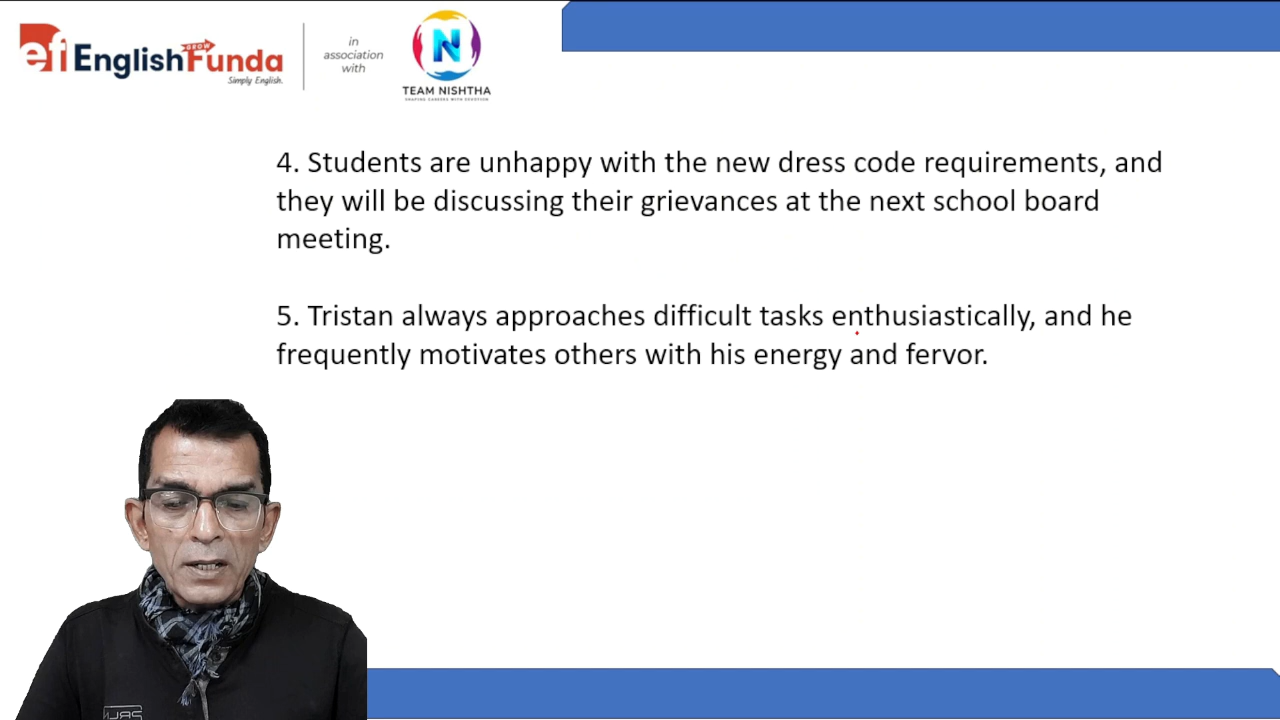 ef EnglishFunda
GROW
Simply English.
in
association
with
N
TEAM NISHTHA
4. Students are unhappy with the new dress code requirements, and
they will be discussing their grievances at the next school board
meeting.
5. Tristan always approaches difficult tasks enthusiastically, and he
frequently motivates others with his energy and fervor.